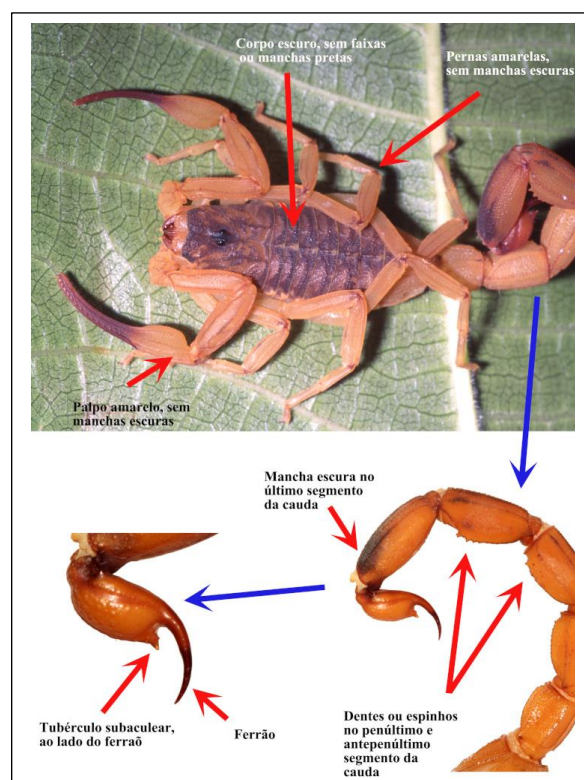 Corpo escuro, sem faixas
ou manchas pretas
Pernas amarelas,
sem manchas escuras
Palpo amarelo, sem
manchas escuras
Mancha escura no
último segmento
da cauda
Tubérculo subaculear,
ao lado do ferraõ
Ferrão
Dentes ou espinhos
no penúltimo e
antepenúltimo
segmento da
cauda